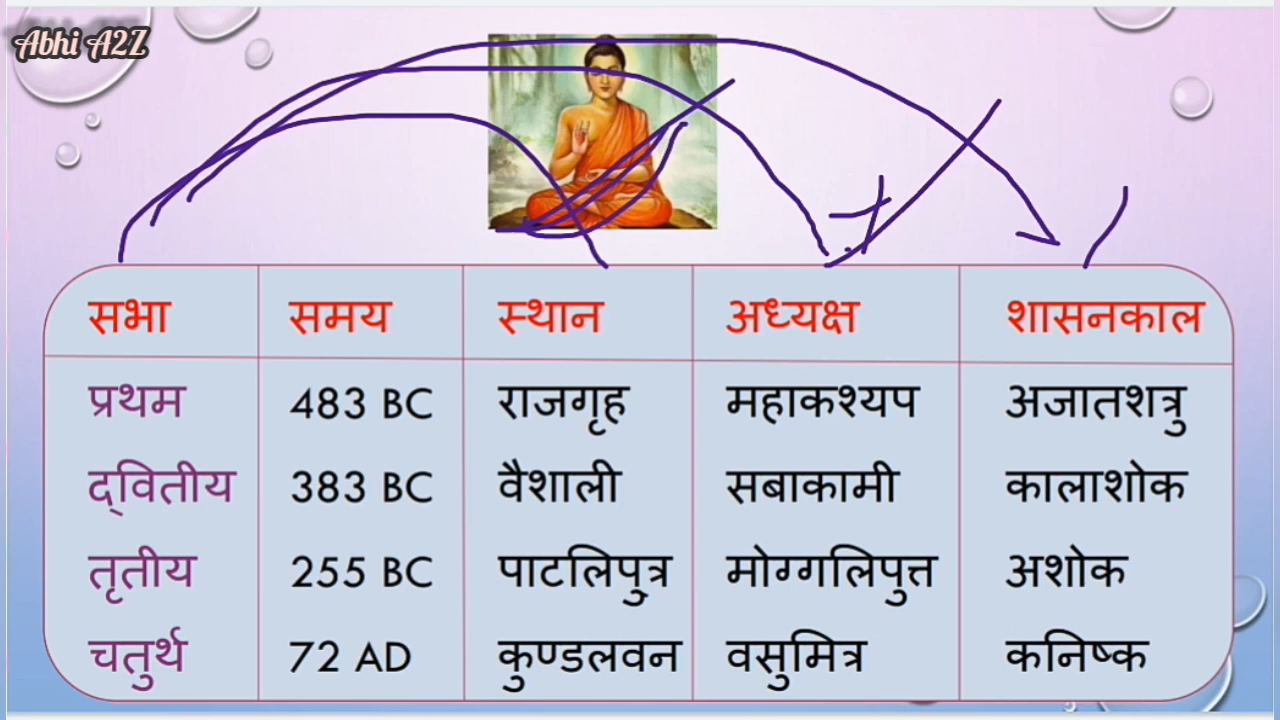 Abhi A2Z
सभा समय स्थान अध्यक्ष शासनकाल
प्रथम 483 BC राजगृह महाकश्यप अजातशत्रु
द्वितीय 383 BC वैशाली सबाकामी कालाशोक
तृतीय 255 BC पाटलिपुत्र मोग्गलिपुत्त अशोक
चतुर्थ 72 AD कुण्डलवन वसुमित्र कनिष्क